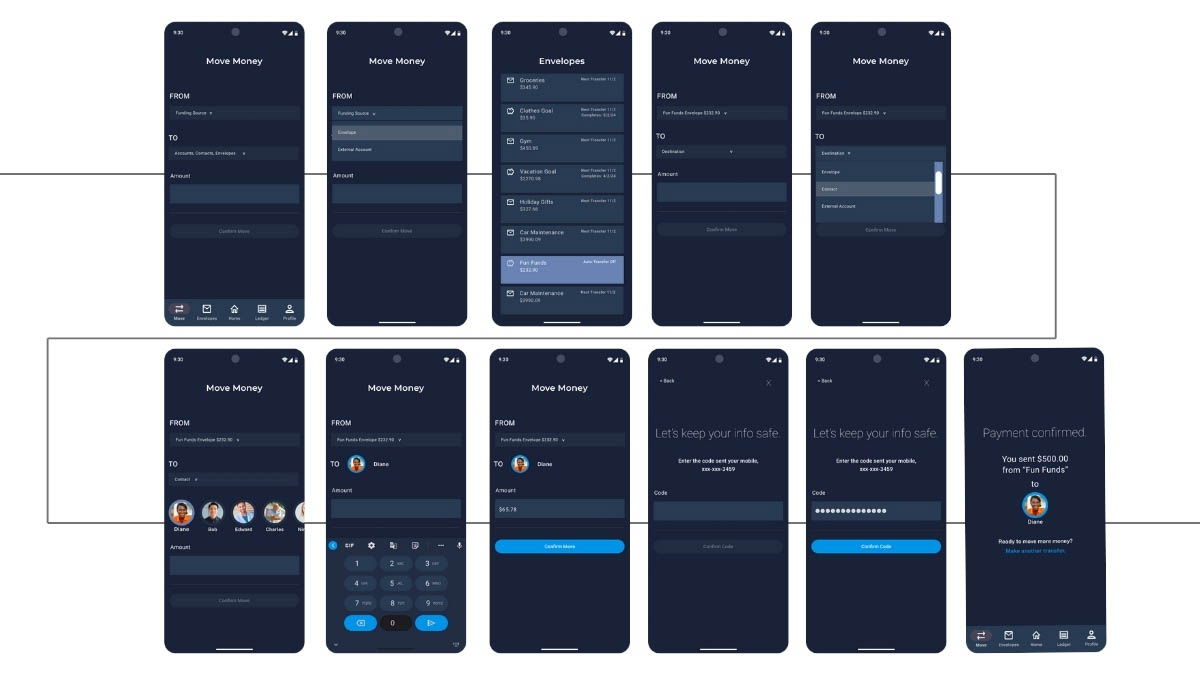 9:30
Move Money
FROM
Funding Source
TO
Accounts, Contacts, Envelopes
Amount
Confirm Move
Move Envelopes Home Ledger Profile
9:30
Move Money
FROM
Funding Source
Envelope
External Account
Amount
Confirm Move
9:30
Envelopes
Groceries Next Transfer 11/2
$345.90
Clothes Goal Next Transfer 11/2
$35.90 Completes: 5/2/24
Gym Next Transfer 11/2
Vacation Goal Next Transfer 11/2
$2370.98
Holiday Gifts Next Transfer 11/2
$327.66
Car Maintenance Next Transfer 11/2
$3990.09
Fun Funds Auto Transfer Off
$232.90
Car Maintenance Next Transfer 11/2
$3990.09
9:30
Move Money
FROM
Fun Funds Envelope $232.90
TO
Destination
Amount
Confirm Move
9:30
Move Money
FROM
Fun Funds Envelope $232.90
TO
Destination
Envelope
Contact
External Account
Confirm Move
9:30
Move Money
FROM
Fun Funds Envelope $232.90
TO
Contact
Diane Bob Edward Charles Ne
Amount
Confirm Move
9:30
Move Money
FROM
Fun Funds Envelope $232.90
TO Diane
Amount
GIF
1 2 ABC 3 DEF
4 GHI 5 JKL 6 MNO
7 PQRS 8 TUV 9 WXYZ
0
9:30
Move Money
FROM
Fun Funds Envelope $232.90
TO Diane
Amount
$65.78
Confirm Move
9:30
< Back X
Let's keep your info safe.
Enter the code sent your mobile,
xxx-xxx-3459
Code
Confirm Code
9:30
< Back X
Let's keep your info safe.
Enter the code sent your mobile,
xxx-xxx-3459
Code
Confirm Code
9:30
Payment confirmed.
You sent $500.00
from "Fun Funds"
to
Diane
Ready to move more money?
Make another transfer.
Move Envelopes Home Ledger Profile